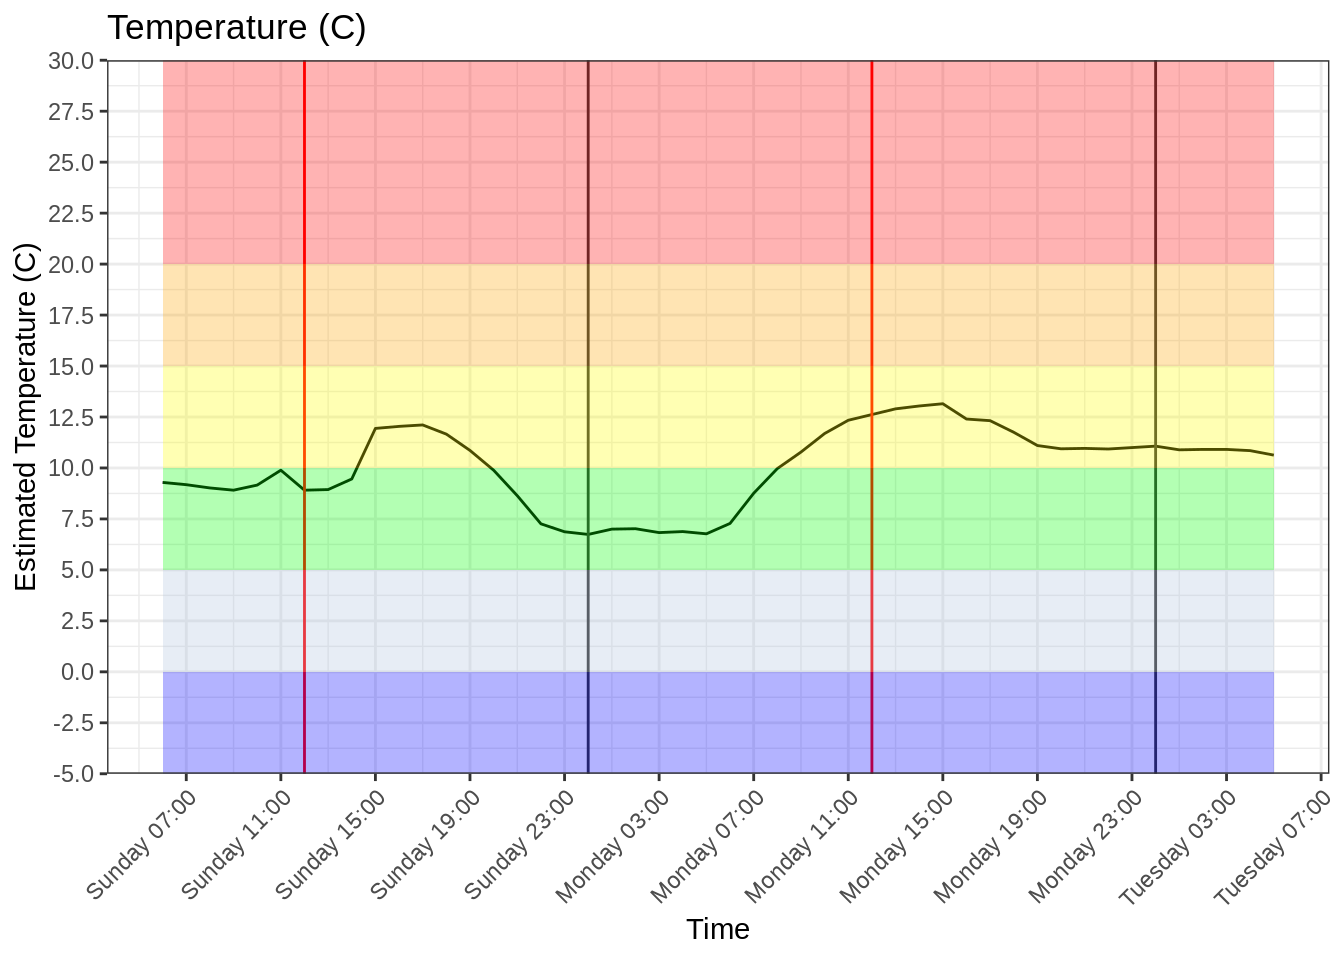 Temperature (C)
Estimated Temperature (C)
30.0
27.5
25.0
22.5
20.0
17.5
15.0
12.5
10.0
7.5
5.0
2.5
0.0
-2.5
-5.0
Sunday 07:00
Sunday 11:00
Sunday 15:00
Sunday 19:00
Sunday 23:00
Monday 03:00
Monday 07:00
Monday 11:00
Monday 15:00
Monday 19:00
Monday 23:00
Tuesday 03:00
Tuesday 07:00
Time